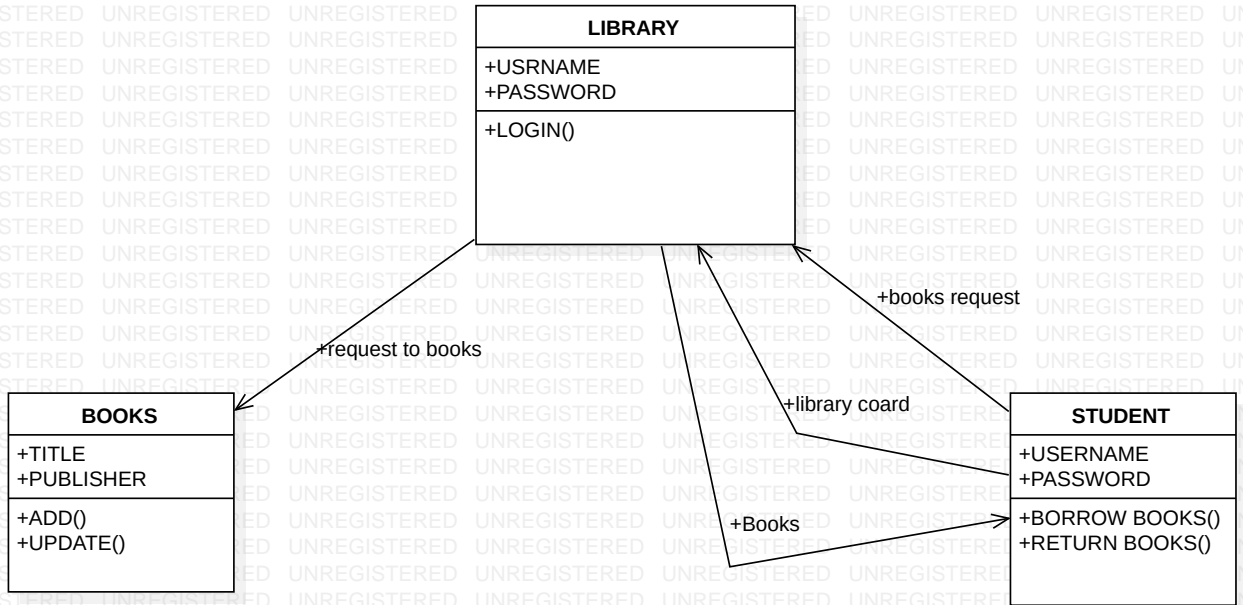 LIBRARY
+USRNAME
+PASSWORD
+LOGIN()
+books request
+request to books
+library coard
BOOKS
+TITLE
+PUBLISHER
+ADD()
+UPDATE()
STUDENT
+USERNAME
+PASSWORD
+BORROW BOOKS()
+RETURN BOOKS()
+Books
UNREGISTERED